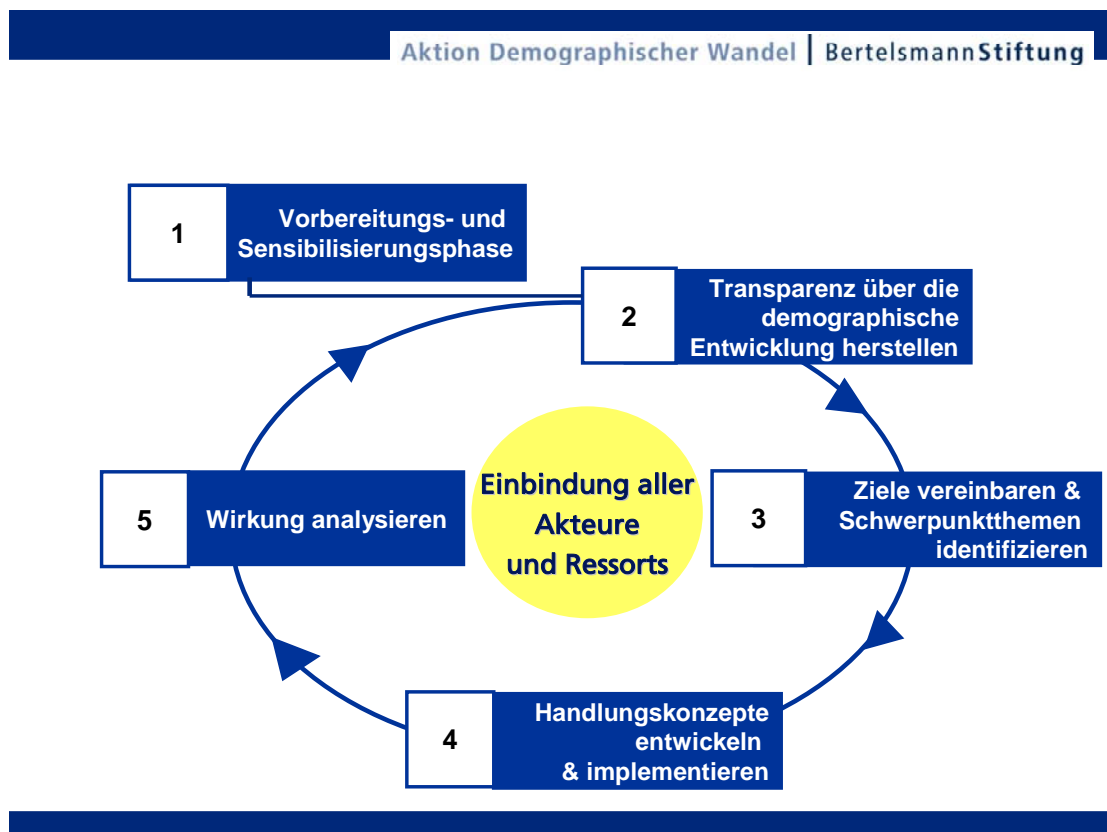 Aktion Demographischer Wandel | BertelsmannStiftung
1
Vorbereitungs- und
Sensibilisierungsphase
2
Transparenz über die
demographische
Entwicklung herstellen
3
Ziele vereinbaren &
Schwerpunktthemen
identifizieren
4
Handlungskonzepte
entwickeln
& implementieren
5
Wirkung analysieren
Einbindung aller
Akteure
und Ressorts